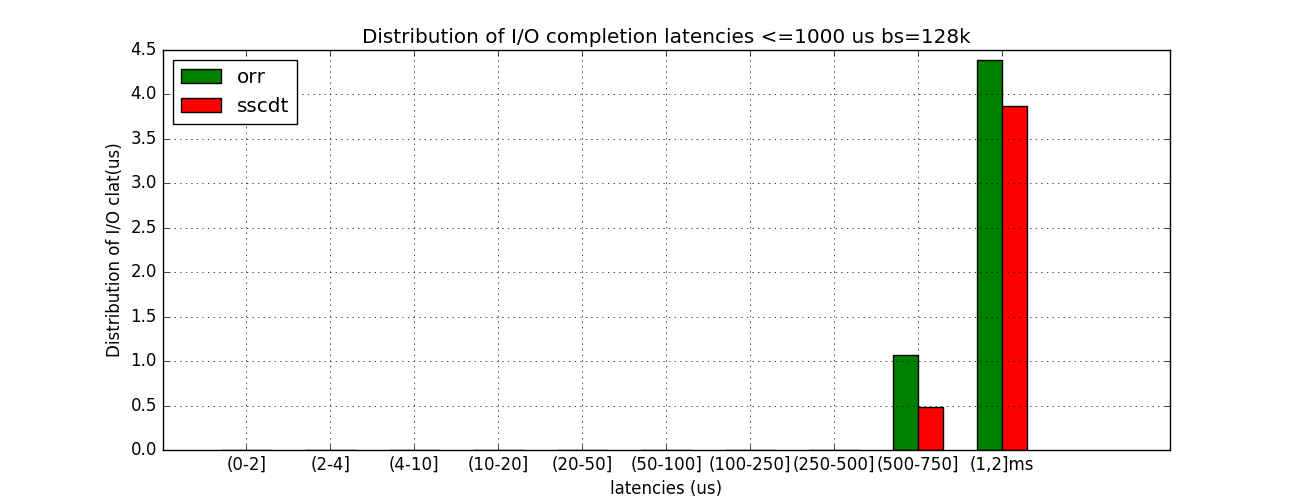 Distribution of I/O completion latencies <=1000 us bs=128k
4.5
4.0
3.5
3.0
2.5
2.0
1.5
1.0
0.5
0.0
Distribution of I/O clat(us)
orr
sscdt
(0-2] (2-4] (4-10] (10-20] (20-50] (50-100] (100-250] (250-500] (500-750] (1,2]ms
latencies (us)